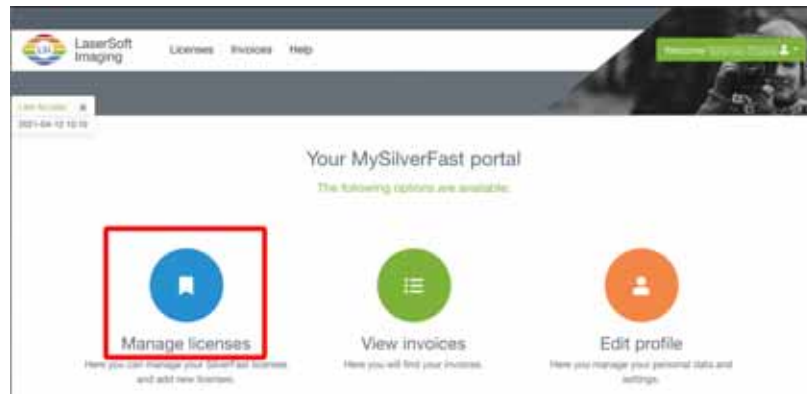 LaserSoft
Imaging
Licenses Invoices Help
Welcome
2021-04-12 10:10
Your MySilverFast portal
The following options are available:
Manage licenses
Here you can manage your SilverFast licenses
and add new licenses.
View invoices
Here you will find your invoices.
Edit profile
Here you manage your personal data and
settings.